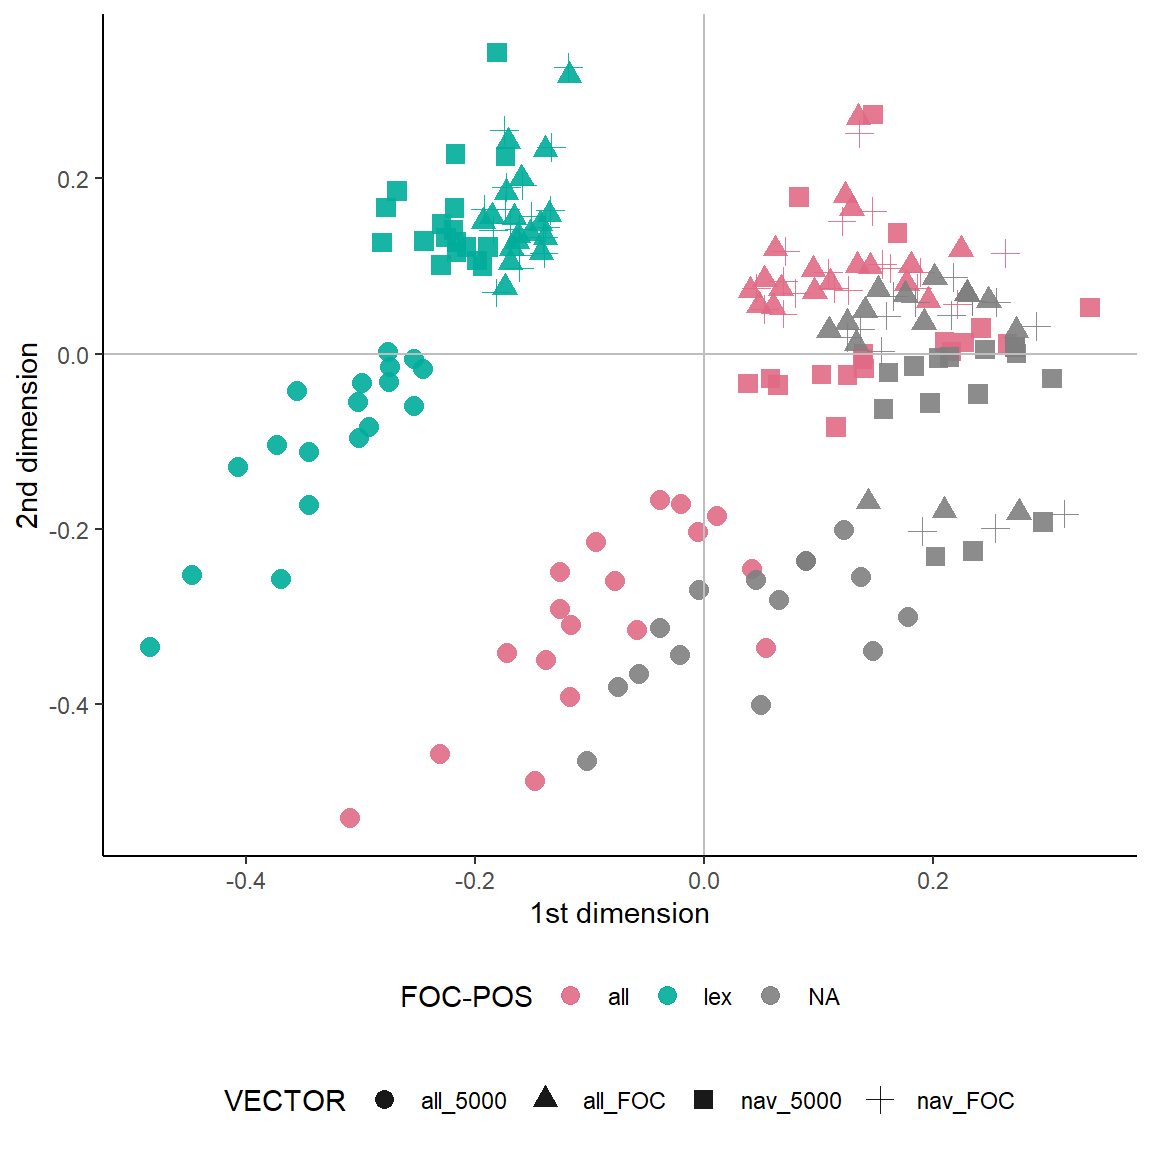 0.2
0.0
-0.2
-0.4
2nd dimension
-0.4 -0.2 0.0 0.2
1st dimension
FOC-POS all lex NA
VECTOR all_5000 all_FOC nav_5000 nav_FOC